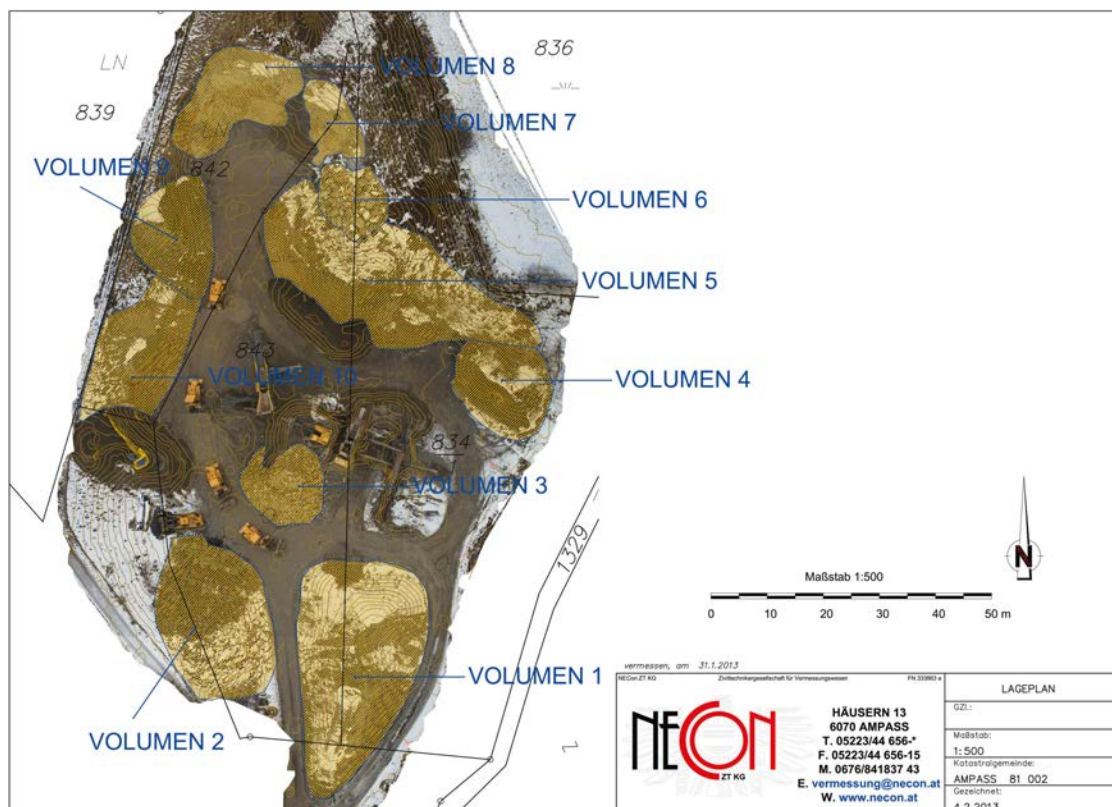 LN
836
VOLUMEN 8
839
VOLUMEN 7
LN
VOLUMEN 9
842
VOLUMEN 6
VOLUMEN 5
843
VOLUMEN 10
VOLUMEN 4
834
VOLUMEN 3
1329
N
Maßstab 1:500
0 10 20 30 40 50 m
VOLUMEN 1
VOLUMEN 2
vermessen, am 31.1.2013
NECon ZT KG Ziviltechnikergesellschaft für Vermessungswesen
NECON
ZT KG
HÄUSERN 13
6070 AMPASS
T. 05223/44 656-*
F. 05223/44 656-15
M. 0676/841837 43
E. vermessung@necon.at
W. www.necon.at
LAGEPLAN
GZl.:
Maßstab:
1:500
Katastralgemeinde:
AMPASS 81 002
Gezeichnet:
4.2.2013